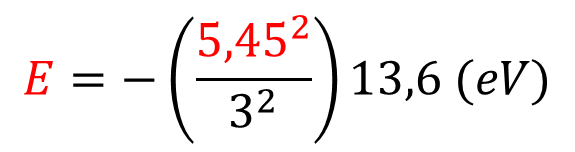 E = −(5,45²/3²) 13,6 (eV)